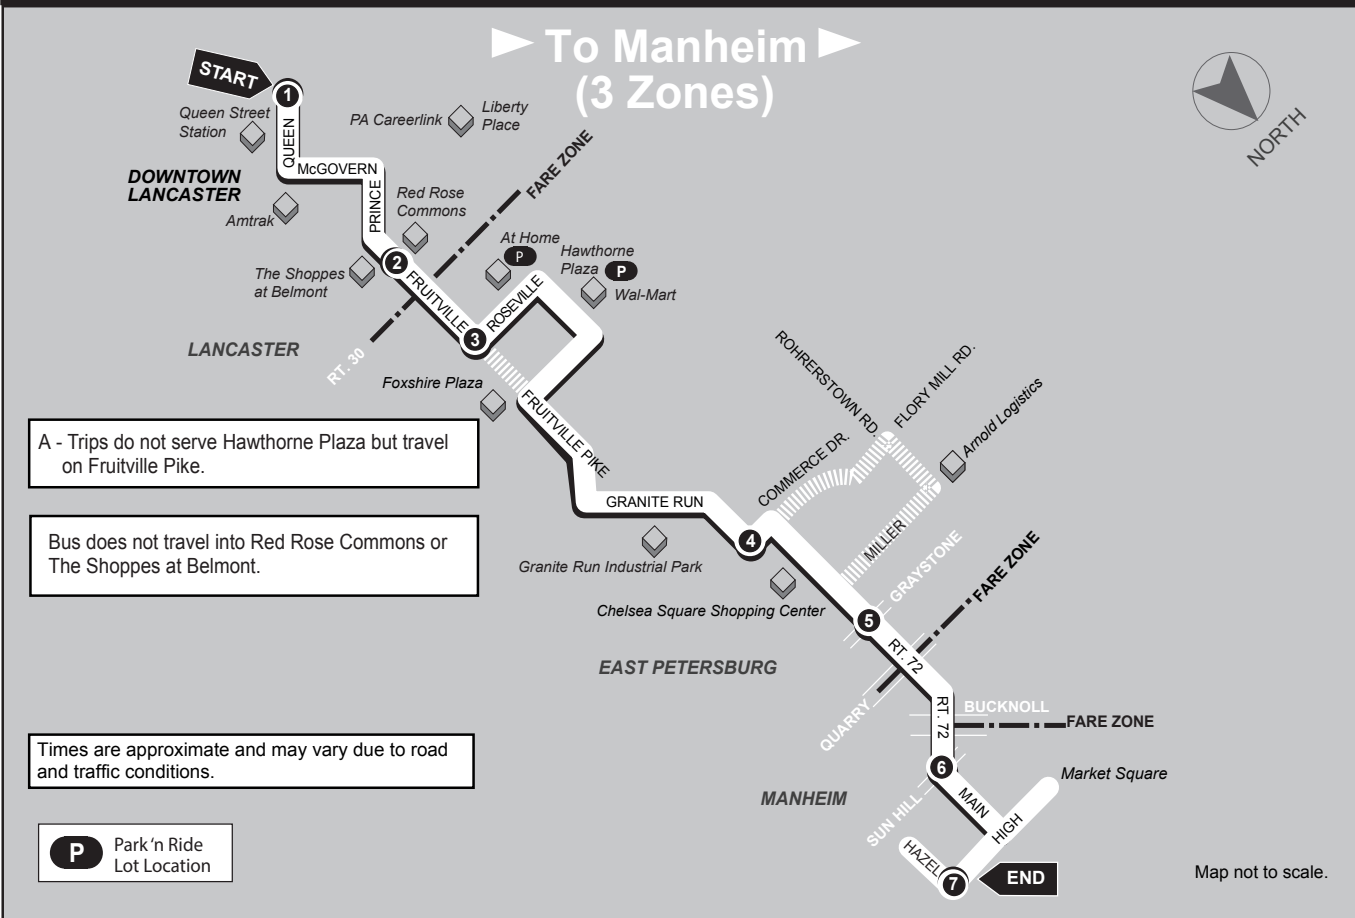 To Manheim
(3 Zones)
START
1
Queen Street
Station
QUEEN
PA Careerlink
Liberty
Place
McGOVERN
DOWNTOWN
LANCASTER
PRINCE
Amtrak
Red Rose
Commons
FARE ZONE
NORTH
2
The Shoppes
at Belmont
FRUITVILLE
At Home
P
Hawthorne
Plaza
P
Wal-Mart
ROSEVILLE
3
LANCASTER
RT. 30
Foxshire Plaza
FRUITVILLE PIKE
ROHRERSTOWN RD.
FLORY MILL RD.
Arnold Logistics
COMMERCE DR.
A - Trips do not serve Hawthorne Plaza but travel
on Fruitville Pike.
GRANITE RUN
4
Granite Run Industrial Park
MILLER
GRAYSTONE
Bus does not travel into Red Rose Commons or
The Shoppes at Belmont.
Chelsea Square Shopping Center
5
FARE ZONE
RT. 72
EAST PETERSBURG
QUARRY
RT. 72
BUCKNOLL
FARE ZONE
Times are approximate and may vary due to road
and traffic conditions.
6
Market Square
MANHEIM
SUN HILL
MAIN
HIGH
HAZEL
7
END
P
Park 'n Ride
Lot Location
Map not to scale.